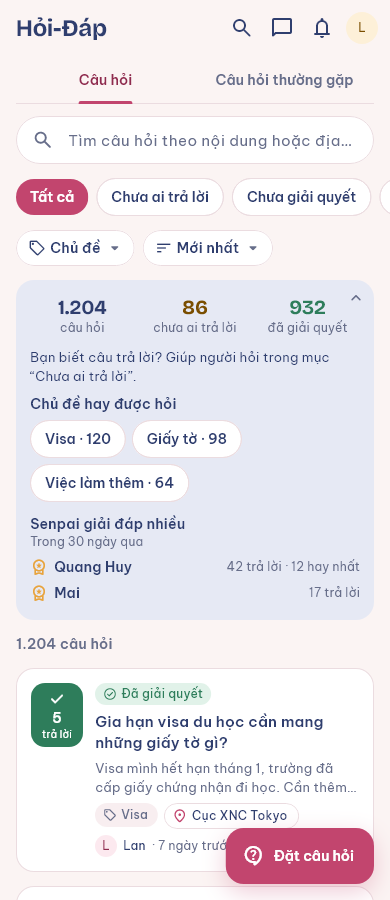 Hỏi-Đáp
L
Câu hỏi
Câu hỏi thường gặp
Tìm câu hỏi theo nội dung hoặc địa...
Tất cả
Chưa ai trả lời
Chưa giải quyết
Chủ đề
Mới nhất
1.204
86
932
câu hỏi
chưa ai trả lời
đã giải quyết
Bạn biết câu trả lời? Giúp người hỏi trong mục
“Chưa ai trả lời”.
Chủ đề hay được hỏi
Visa · 120
Giấy tờ · 98
Việc làm thêm · 64
Senpai giải đáp nhiều
Trong 30 ngày qua
Quang Huy
42 trả lời · 12 hay nhất
Mai
17 trả lời
1.204 câu hỏi
5
trả lời
Đã giải quyết
Gia hạn visa du học cần mang
những giấy tờ gì?
Visa mình hết hạn tháng 1, trường đã
cấp giấy chứng nhận đi học. Cần thêm...
Visa
Cục XNC Tokyo
L
Lan
· 7 ngày
Đặt câu hỏi